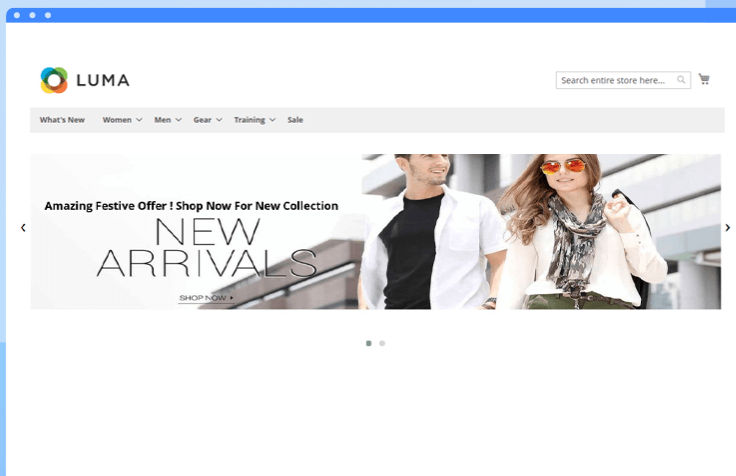 LUMA
Search entire store here...
What's New Women Men Gear Training Sale
Amazing Festive Offer ! Shop Now For New Collection
NEW
ARRIVALS
SHOP NOW